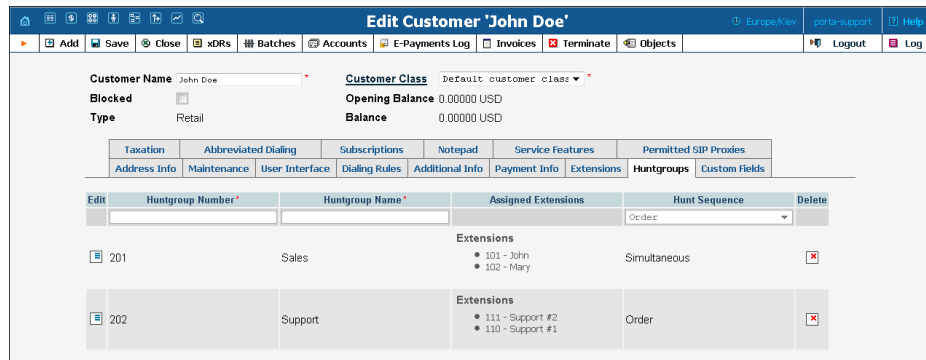 Edit Customer 'John Doe'
Europe/Kiev
porta-support
Help
Add
Save
Close
xDRs
Batches
Accounts
E-Payments Log
Invoices
Terminate
Objects
Logout
Log
Customer Name John Doe *
Customer Class Default customer class *
Blocked
Opening Balance 0.00000 USD
Type Retail
Balance 0.00000 USD
Taxation Abbreviated Dialing Subscriptions Notepad Service Features Permitted SIP Proxies
Address Info Maintenance User Interface Dialing Rules Additional Info Payment Info Extensions Huntgroups Custom Fields
Edit Huntgroup Number* Huntgroup Name* Assigned Extensions Hunt Sequence Delete
Order
201 Sales
Extensions
101 - John
102 - Mary
Simultaneous
202 Support
Extensions
111 - Support #2
110 - Support #1
Order